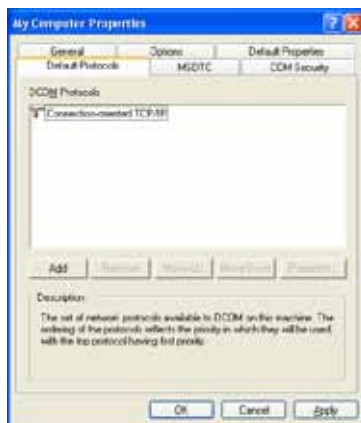 My Computer Properties
General Options Default Properties
Default Protocols MSDTC COM Security
DCOM Protocols
Connection-oriented TCP/IP
Add Remove Move Up Move Down Properties...
Description
The set of network protocols available to DCOM on this machine. The
ordering of the protocols reflects the priority in which they will be used,
with the top protocol having first priority.
OK Cancel Apply